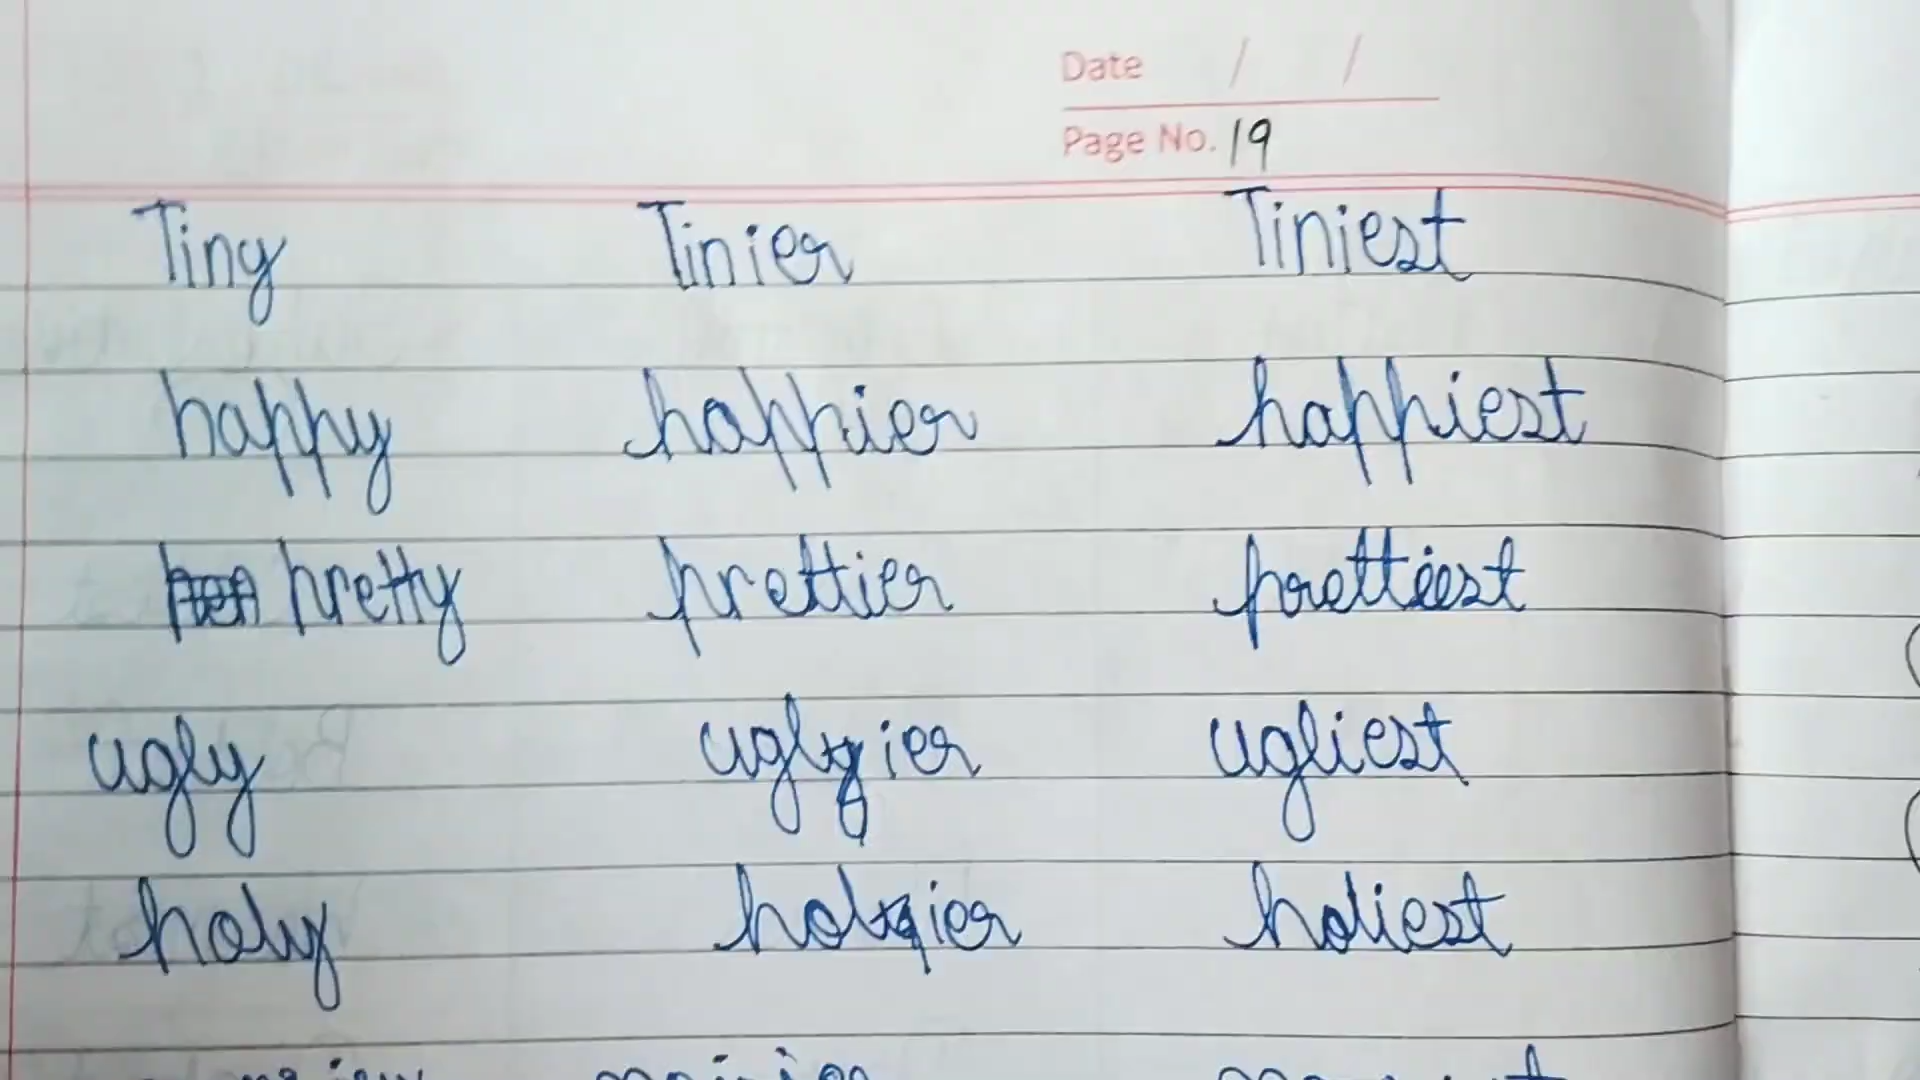 Date / /
Page No. 19
Tiny Tinier Tiniest
happy happier happiest
pretty prettier prettiest
ugly uglier ugliest
holy holier holiest